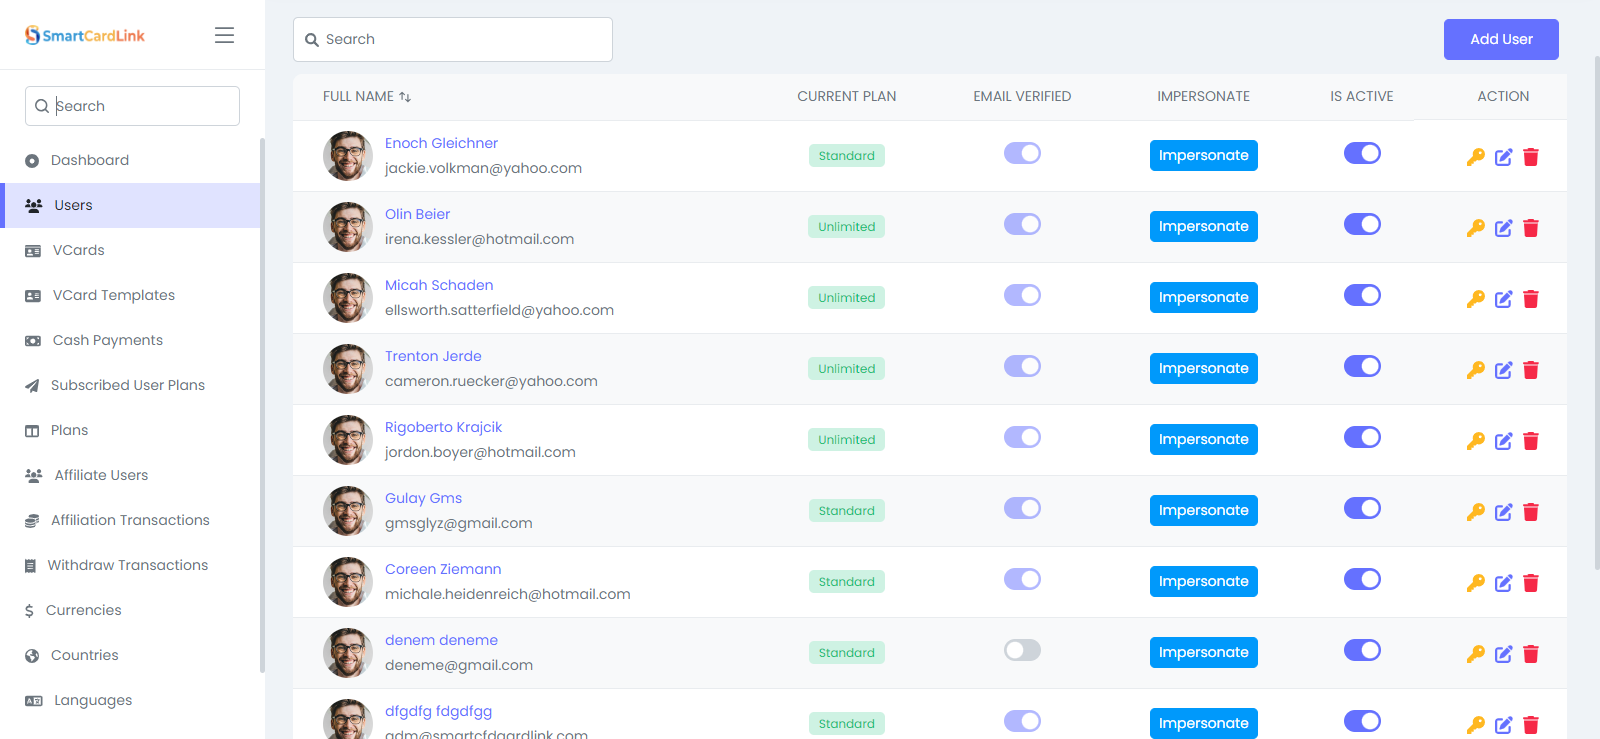 SmartCardLink
Search
Dashboard
Users
VCards
VCard Templates
Cash Payments
Subscribed User Plans
Plans
Affiliate Users
Affiliation Transactions
Withdraw Transactions
Currencies
Countries
Languages
Search
Add User
FULL NAME CURRENT PLAN EMAIL VERIFIED IMPERSONATE IS ACTIVE ACTION
Enoch Gleichner
jackie.volkman@yahoo.com
Standard
Impersonate
Olin Beier
irena.kessler@hotmail.com
Unlimited
Impersonate
Micah Schaden
ellsworth.satterfield@yahoo.com
Unlimited
Impersonate
Trenton Jerde
cameron.ruecker@yahoo.com
Unlimited
Impersonate
Rigoberto Krajcik
jordon.boyer@hotmail.com
Unlimited
Impersonate
Gulay Gms
gmsglyz@gmail.com
Standard
Impersonate
Coreen Ziemann
michale.heidenreich@hotmail.com
Standard
Impersonate
denem deneme
deneme@gmail.com
Standard
Impersonate
dfgdfg fdgdfgg
Standard
Impersonate